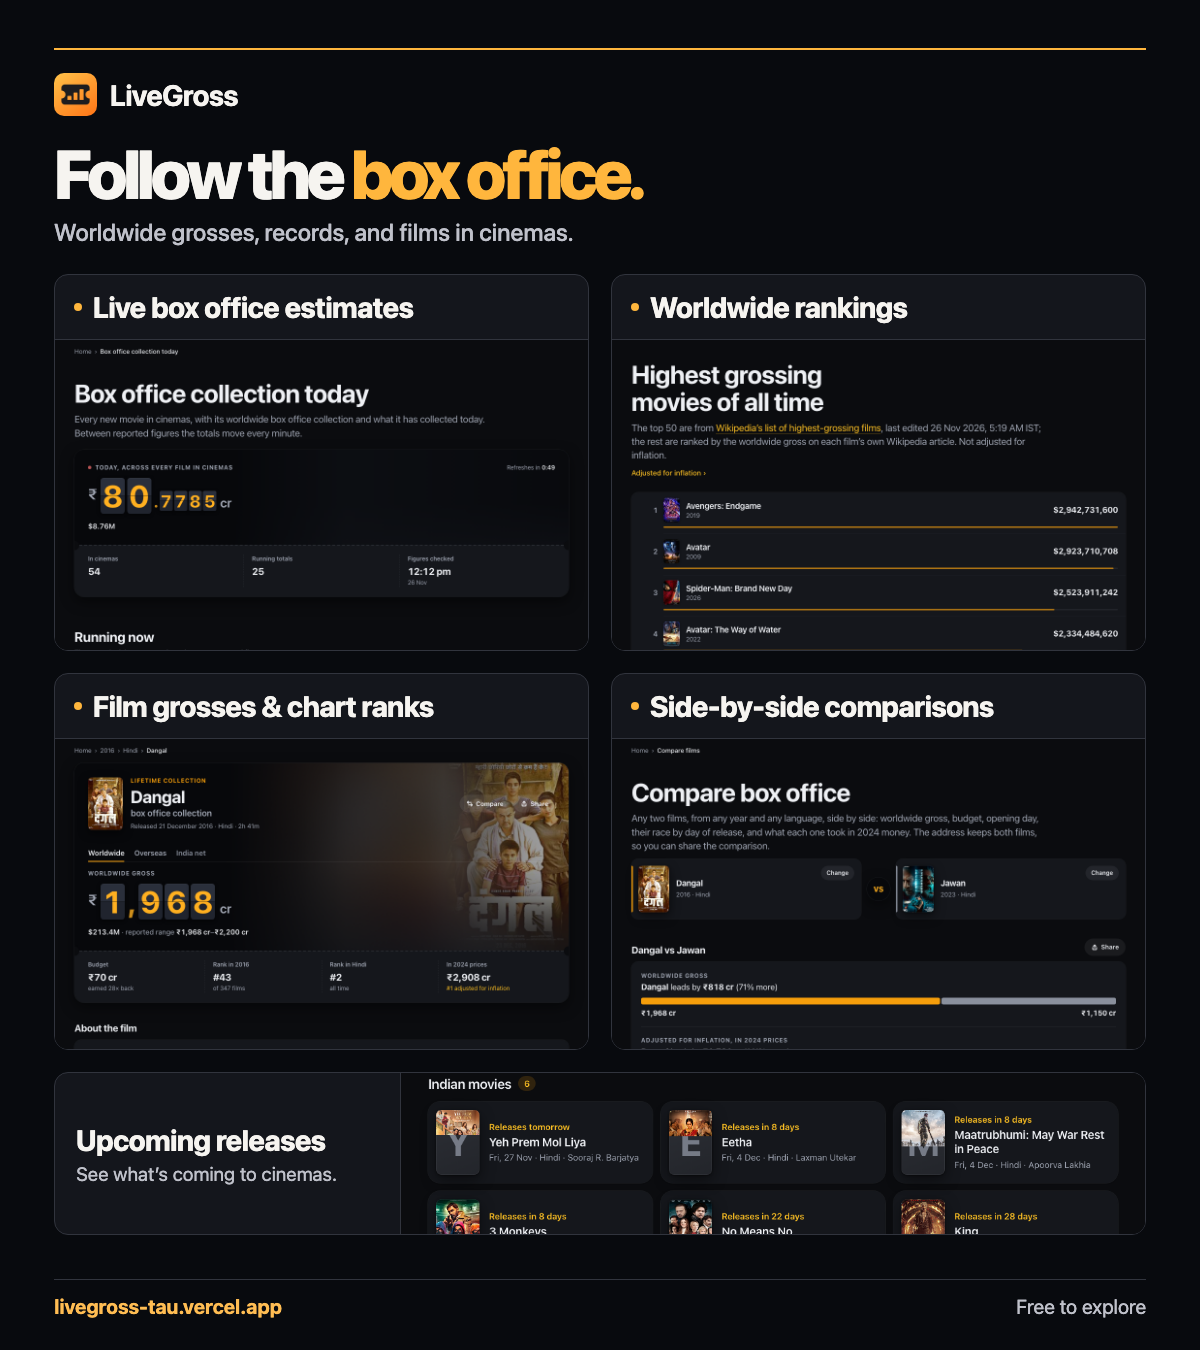 LiveGross
Follow the box office.
Worldwide grosses, records, and films in cinemas.
Live box office estimates
Home › Box office collection today
Box office collection today
Every new movie in cinemas, with its worldwide box office collection and what it has collected today.
Between reported figures the totals move every minute.
TODAY, ACROSS EVERY FILM IN CINEMAS
Refreshes in 0:49
₹80.7785 cr
$8.76M
In cinemas
54
Running totals
25
Figures checked
12:12 pm
28 Nov
Running now
Worldwide rankings
Highest grossing
movies of all time
The top 50 are from Wikipedia's list of highest-grossing films, last edited 26 Nov 2026, 5:19 AM IST;
the rest are ranked by the worldwide gross on each film's own Wikipedia article. Not adjusted for
inflation.
Adjusted for inflation ›
1 Avengers: Endgame $2,942,731,600
2019
2 Avatar $2,923,710,708
2009
3 Spider-Man: Brand New Day $2,523,911,242
2026
4 Avatar: The Way of Water $2,334,484,620
2022
Film grosses & chart ranks
Home › 2016 › Hindi › Dangal
LIFETIME COLLECTION
Dangal
box office collection
Released 21 December 2016 · Hindi · 2h 41m
Compare
Share
दंगल
दंगल
Worldwide Overseas India net
WORLDWIDE GROSS
₹1,968 cr
$213.4M · reported range ₹1,968 cr–₹2,200 cr
Budget
₹70 cr
earned 28× back
Rank in 2016
#43
of 347 films
Rank in Hindi
#2
all time
In 2024 prices
₹2,908 cr
#1 adjusted for inflation
About the film
Side-by-side comparisons
Home › Compare films
Compare box office
Any two films, from any year and any language, side by side: worldwide gross, budget, opening day,
their race by day of release, and what each one took in 2024 money. The address keeps both films,
so you can share the comparison.
Dangal
2016 · Hindi
Change
VS
Jawan
2023 · Hindi
Change
दंगल
Dangal vs Jawan
Share
WORLDWIDE GROSS
Dangal leads by ₹818 cr (71% more)
₹1,968 cr ₹1,150 cr
ADJUSTED FOR INFLATION, IN 2024 PRICES
Upcoming releases
See what's coming to cinemas.
Indian movies 6
Y
Releases tomorrow
Yeh Prem Mol Liya
Fri, 27 Nov · Hindi · Sooraj R. Barjatya
E
Releases in 8 days
Eetha
Fri, 4 Dec · Hindi · Laxman Utekar
M
Releases in 8 days
Maatrubhumi: May War Rest
in Peace
Fri, 4 Dec · Hindi · Apoorva Lakhia
Releases in 8 days
3 Monkeys
Releases in 22 days
No Means No
Releases in 28 days
King
livegross-tau.vercel.app
Free to explore